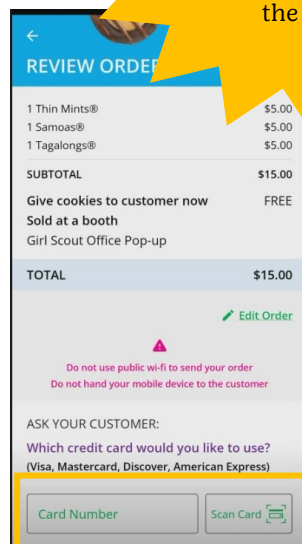 the
REVIEW ORDE
1 Thin Mints® $5.00
1 Samoas® $5.00
1 Tagalongs® $5.00
SUBTOTAL $15.00
Give cookies to customer now FREE
Sold at a booth
Girl Scout Office Pop-up
TOTAL $15.00
Edit Order
Do not use public wi-fi to send your order
Do not hand your mobile device to the customer
ASK YOUR CUSTOMER:
Which credit card would you like to use?
(Visa, Mastercard, Discover, American Express)
Card Number Scan Card